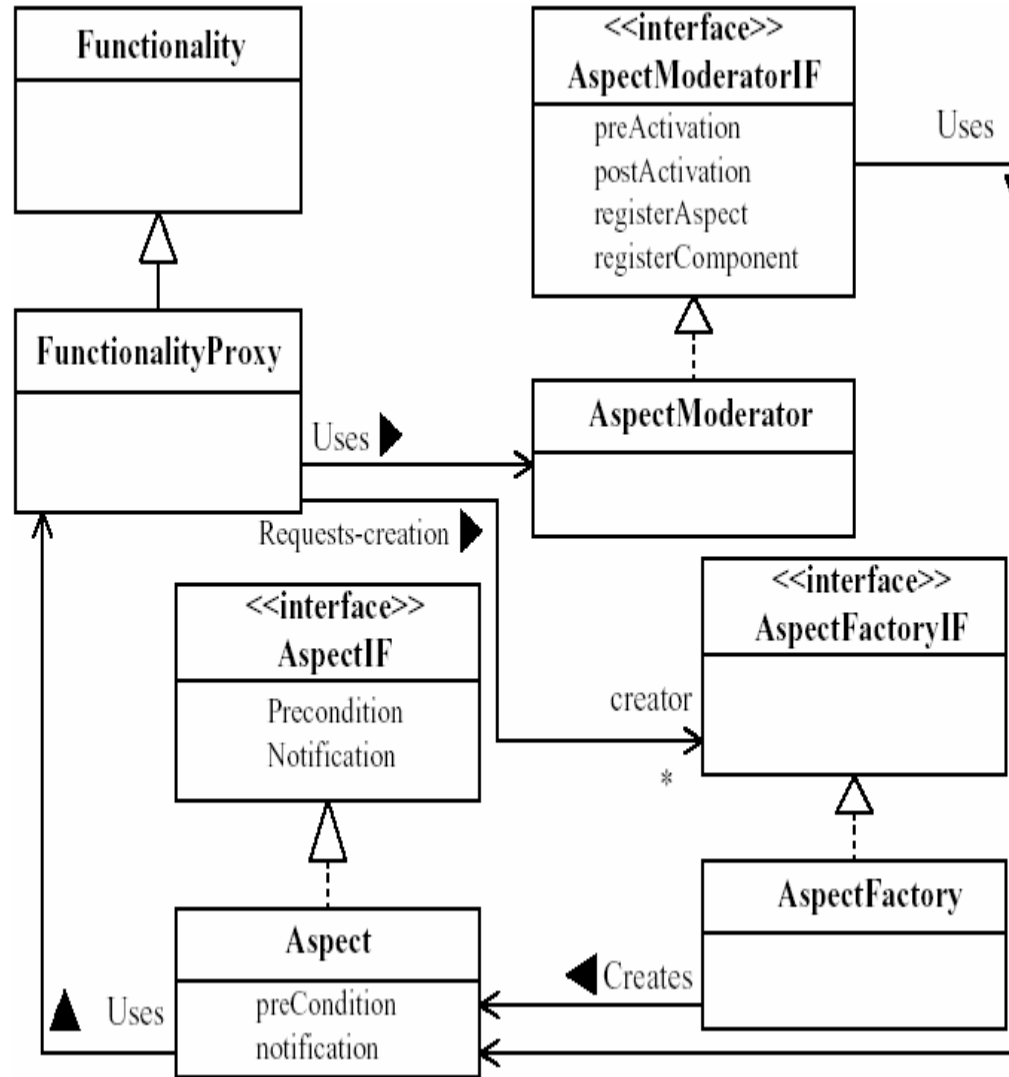 Functionality
<<interface>>
AspectModeratorIF
preActivation
postActivation
registerAspect
registerComponent
Uses
FunctionalityProxy
Uses
AspectModerator
Requests-creation
<<interface>>
AspectIF
Precondition
Notification
<<interface>>
AspectFactoryIF
creator
*
AspectFactory
Aspect
preCondition
notification
Creates
Uses